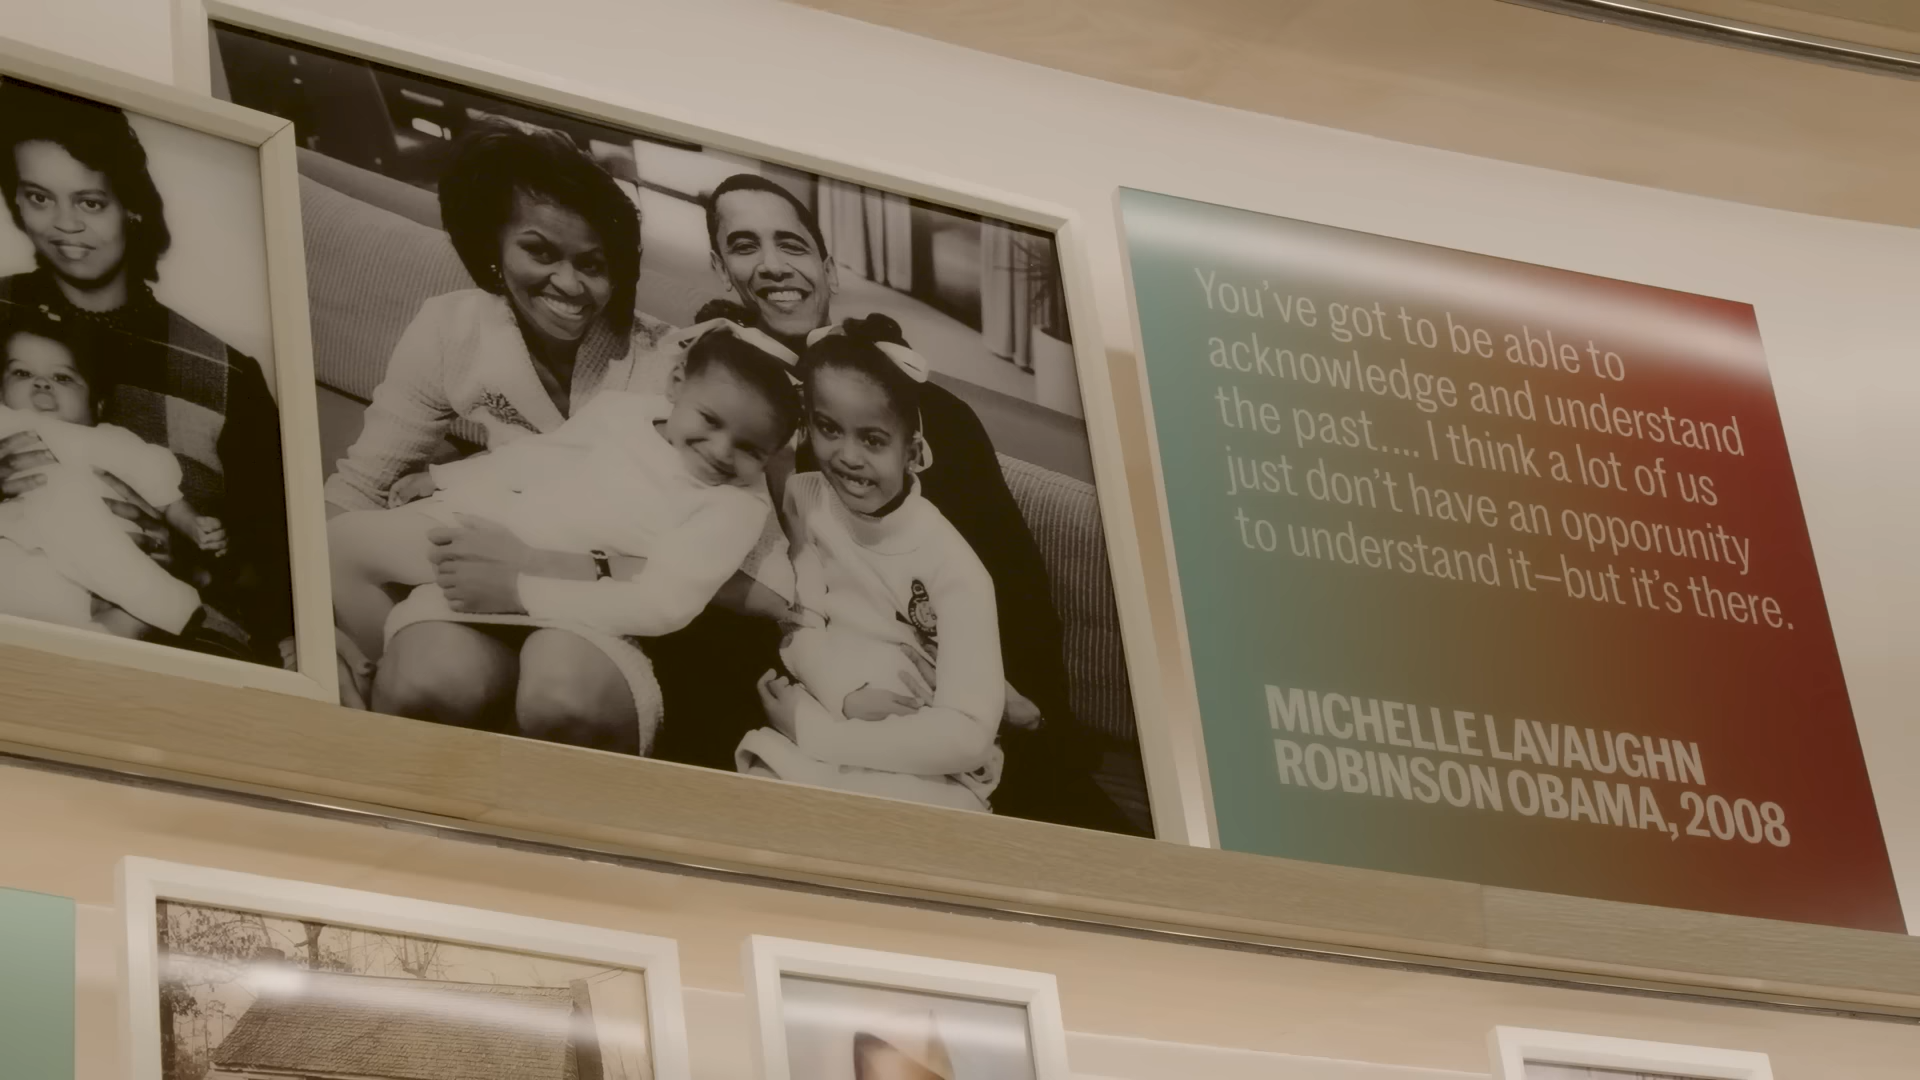 You've got to be able to
acknowledge and understand
the past.... I think a lot of us
just don't have an opporunity
to understand it–but it's there.
MICHELLE LAVAUGHN
ROBINSON OBAMA, 2008